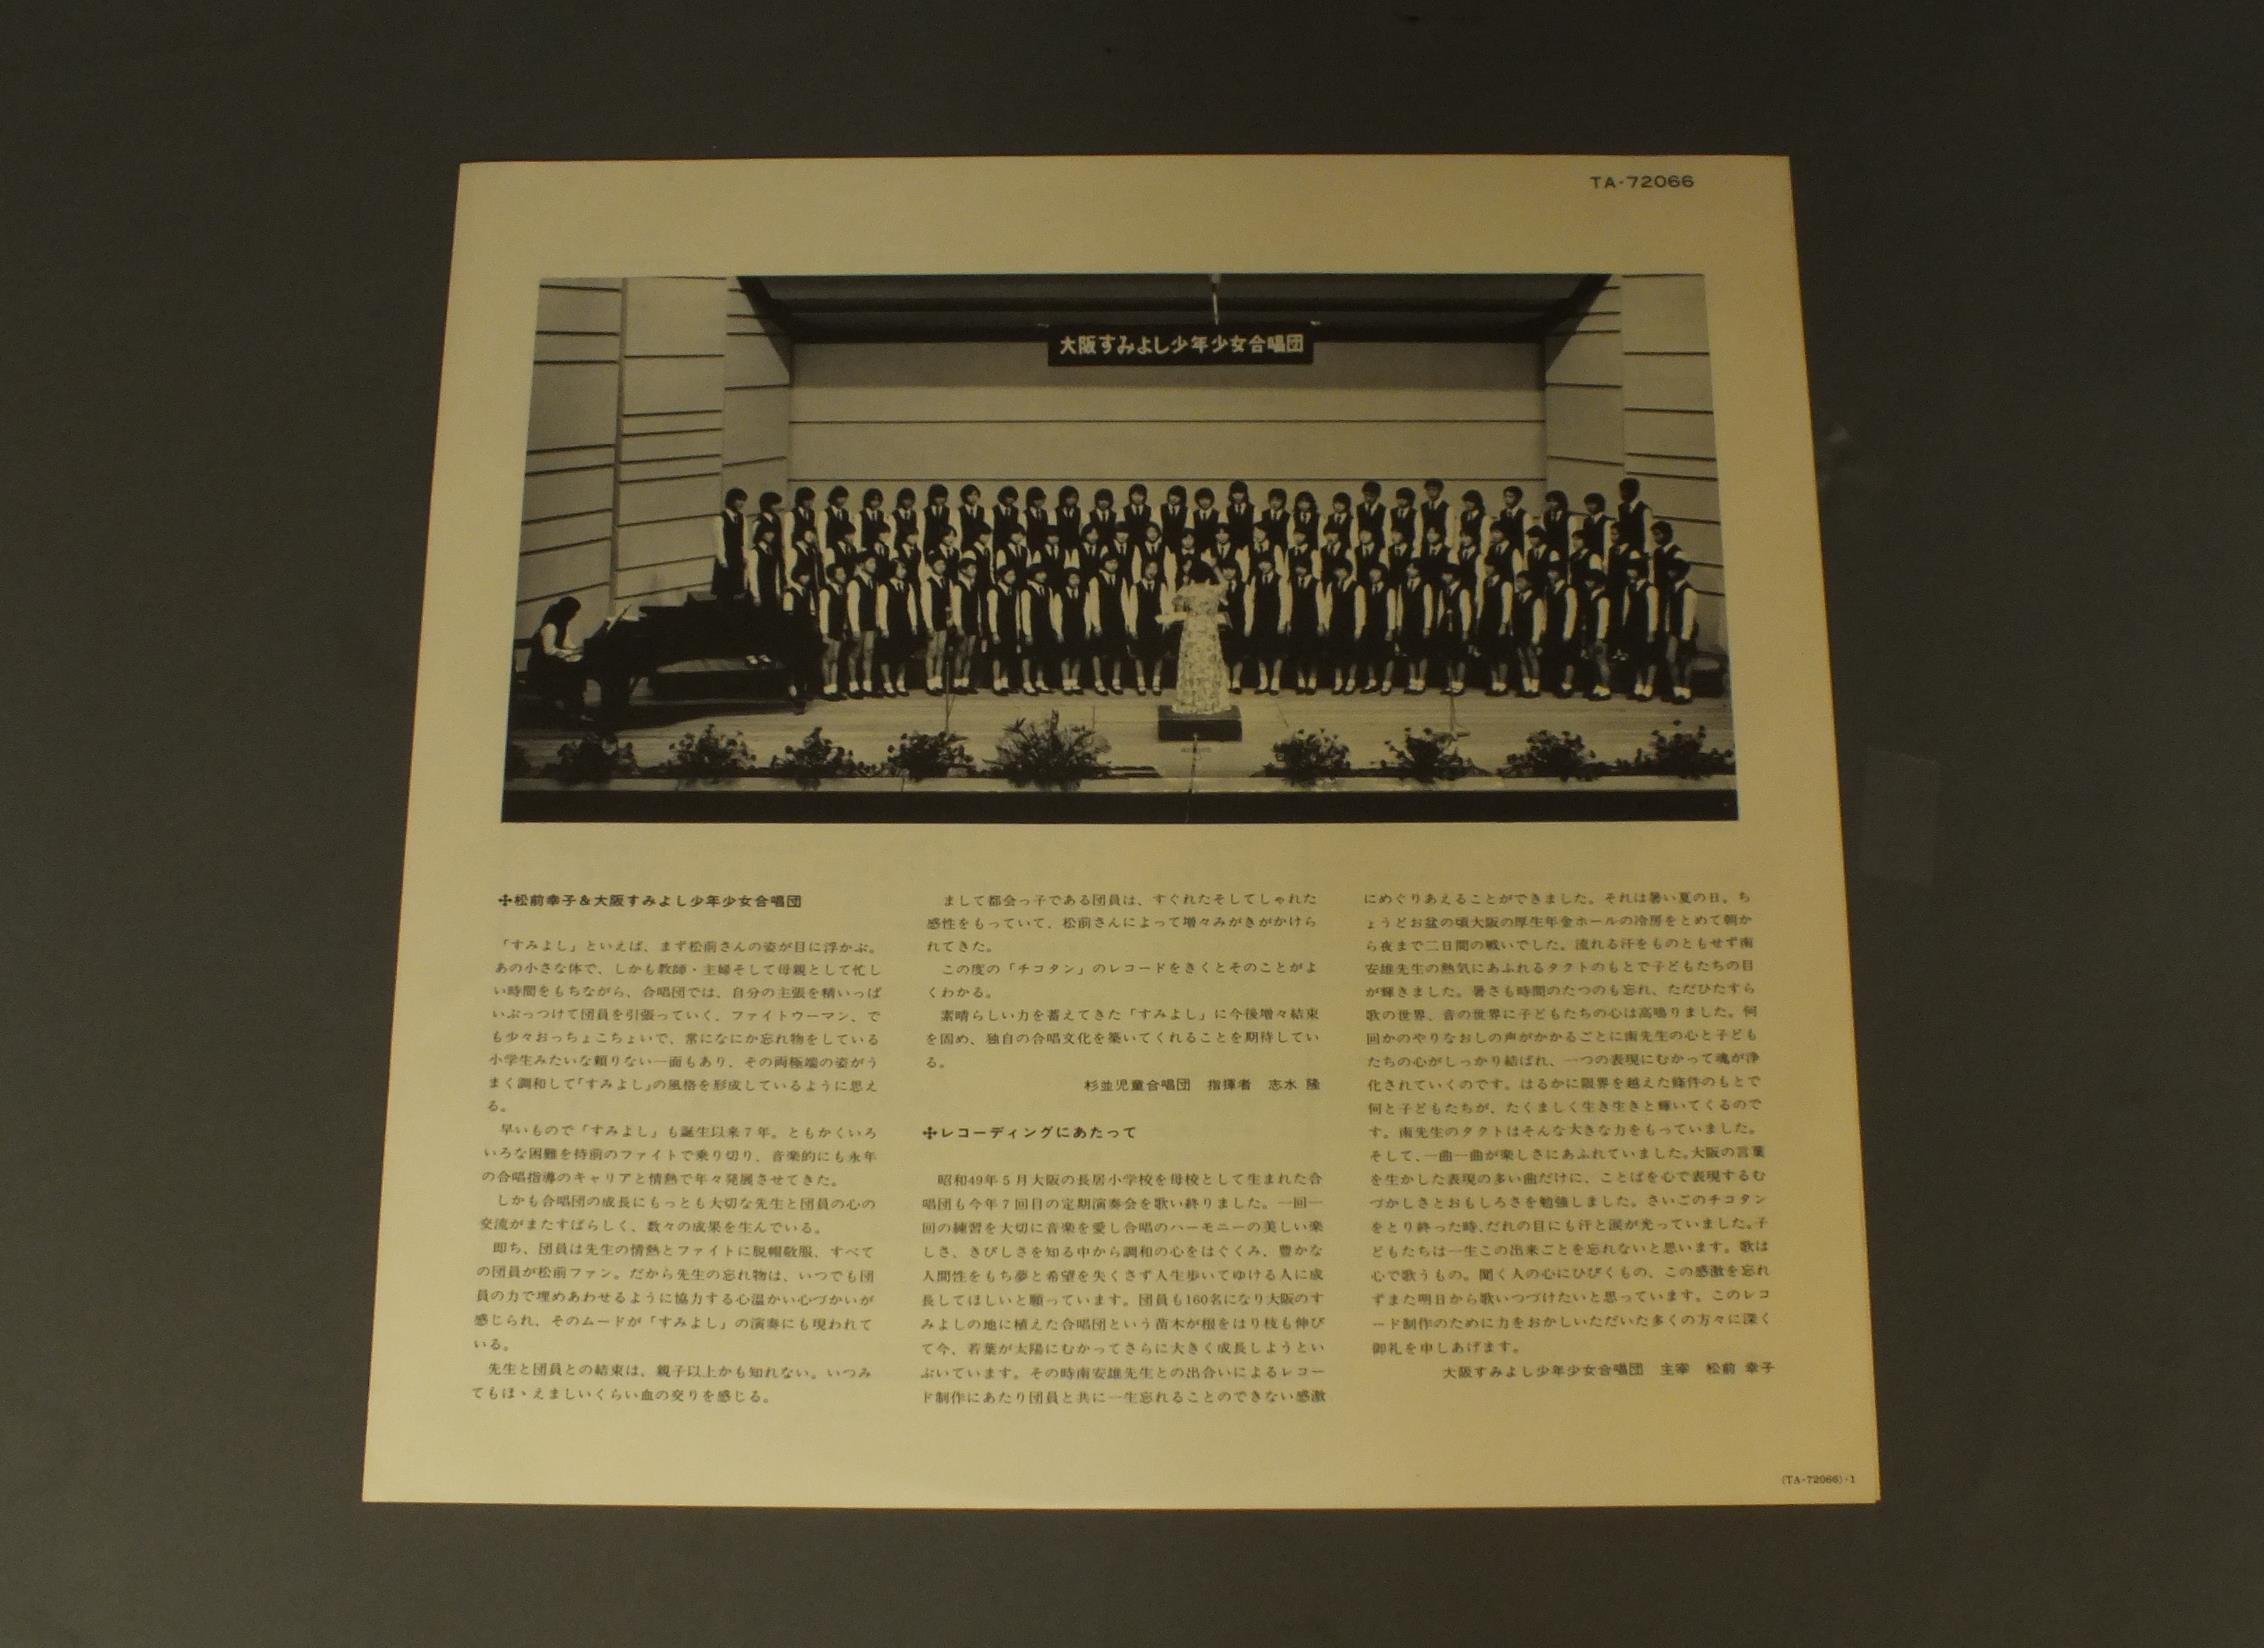 TA-72066
大阪すみよし少年少女合唱団
✣松前幸子&大阪すみよし少年少女合唱団
「すみよし」といえば、まず松前さんの姿が目に浮かぶ。
あの小さな体で、しかも教師・主婦そして母親として忙し
い時間をもちながら、合唱団では、自分の主張を精いっぱ
いぶっつけて団員を引張っていく、ファイトウーマン、で
も少々おっちょこちょいで、常になにか忘れ物をしている
小学生みたいな頼りない一面もあり、その両極端の姿がう
まく調和して「すみよし」の風格を形成しているように思え
る。
早いもので「すみよし」も誕生以来7年。ともかくいろ
いろな困難を持前のファイトで乗り切り、音楽的にも永年
の合唱指導のキャリアと情熱で年々発展させてきた。
しかも合唱団の成長にもっとも大切な先生と団員の心の
交流がまたすばらしく、数々の成果を生んでいる。
即ち、団員は先生の情熱とファイトに脱帽敬服、すべて
の団員が松前ファン。だから先生の忘れ物は、いつでも団
員の力で埋めあわせるように協力する心温かい心づかいが
感じられ、そのムードが「すみよし」の演奏にも現われて
いる。
先生と団員との結束は、親子以上かも知れない。いつみ
てもほゝえましいくらい血の交りを感じる。
まして都会っ子である団員は、すぐれたそしてしゃれた
感性をもっていて、松前さんによって増々みがきがかけら
れてきた。
この度の「チコタン」のレコードをきくとそのことがよ
くわかる。
素晴らしい力を蓄えてきた「すみよし」に今後増々結束
を固め、独自の合唱文化を築いてくれることを期待してい
る。
杉並児童合唱団 指揮者 志水 隆
✣レコーディングにあたって
昭和49年5月大阪の長居小学校を母校として生まれた合
唱団も今年7回目の定期演奏会を歌い終りました。一回一
回の練習を大切に音楽を愛し合唱のハーモニーの美しい楽
しさ、きびしさを知る中から調和の心をはぐくみ、豊かな
人間性をもち夢と希望を失くさず人生歩いてゆける人に成
長してほしいと願っています。団員も160名になり大阪のす
みよしの地に植えた合唱団という苗木が根をはり枝も伸び
て今、若葉が太陽にむかってさらに大きく成長しようとい
ぶいています。その時南安雄先生との出合いによるレコー
ド制作にあたり団員と共に一生忘れることのできない感激
にめぐりあえることができました。それは暑い夏の日。ち
ょうどお盆の頃大阪の厚生年金ホールの冷房をとめて朝か
ら夜まで二日間の戦いでした。流れる汗をものともせず南
安雄先生の熱気にあふれるタクトのもとで子どもたちの目
が輝きました。暑さも時間のたつのも忘れ、ただひたすら
歌の世界、音の世界に子どもたちの心は高鳴りました。何
回かのやりなおしの声がかかるごとに南先生の心と子ども
たちの心がしっかり結ばれ、一つの表現にむかって魂が浄
化されていくのです。はるかに限界を越えた條件のもとで
何と子どもたちが、たくましく生き生きと輝いてくるので
す。南先生のタクトはそんな大きな力をもっていました。
そして、一曲一曲が楽しさにあふれていました。大阪の言葉
を生かした表現の多い曲だけに、ことばを心で表現するむ
づかしさとおもしろさを勉強しました。さいごのチコタン
をとり終った時、だれの目にも汗と涙が光っていました。子
どもたちは一生この出来ごとを忘れないと思います。歌は
心で歌うもの。聞く人の心にひびくもの、この感激を忘れ
ずまた明日から歌いつづけたいと思っています。このレコ
ード制作のために力をおかしいただいた多くの方々に深く
御礼を申しあげます。
大阪すみよし少年少女合唱団 主宰 松前 幸子
(TA-72066)-1